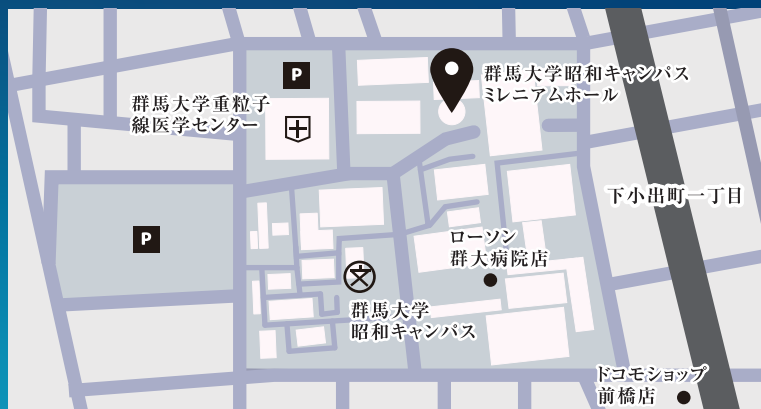 P
群馬大学昭和キャンパス
ミレニアムホール
群馬大学重粒子
線医学センター
下小出町一丁目
P
ローソン
群大病院店
文
群馬大学
昭和キャンパス
ドコモショップ
前橋店